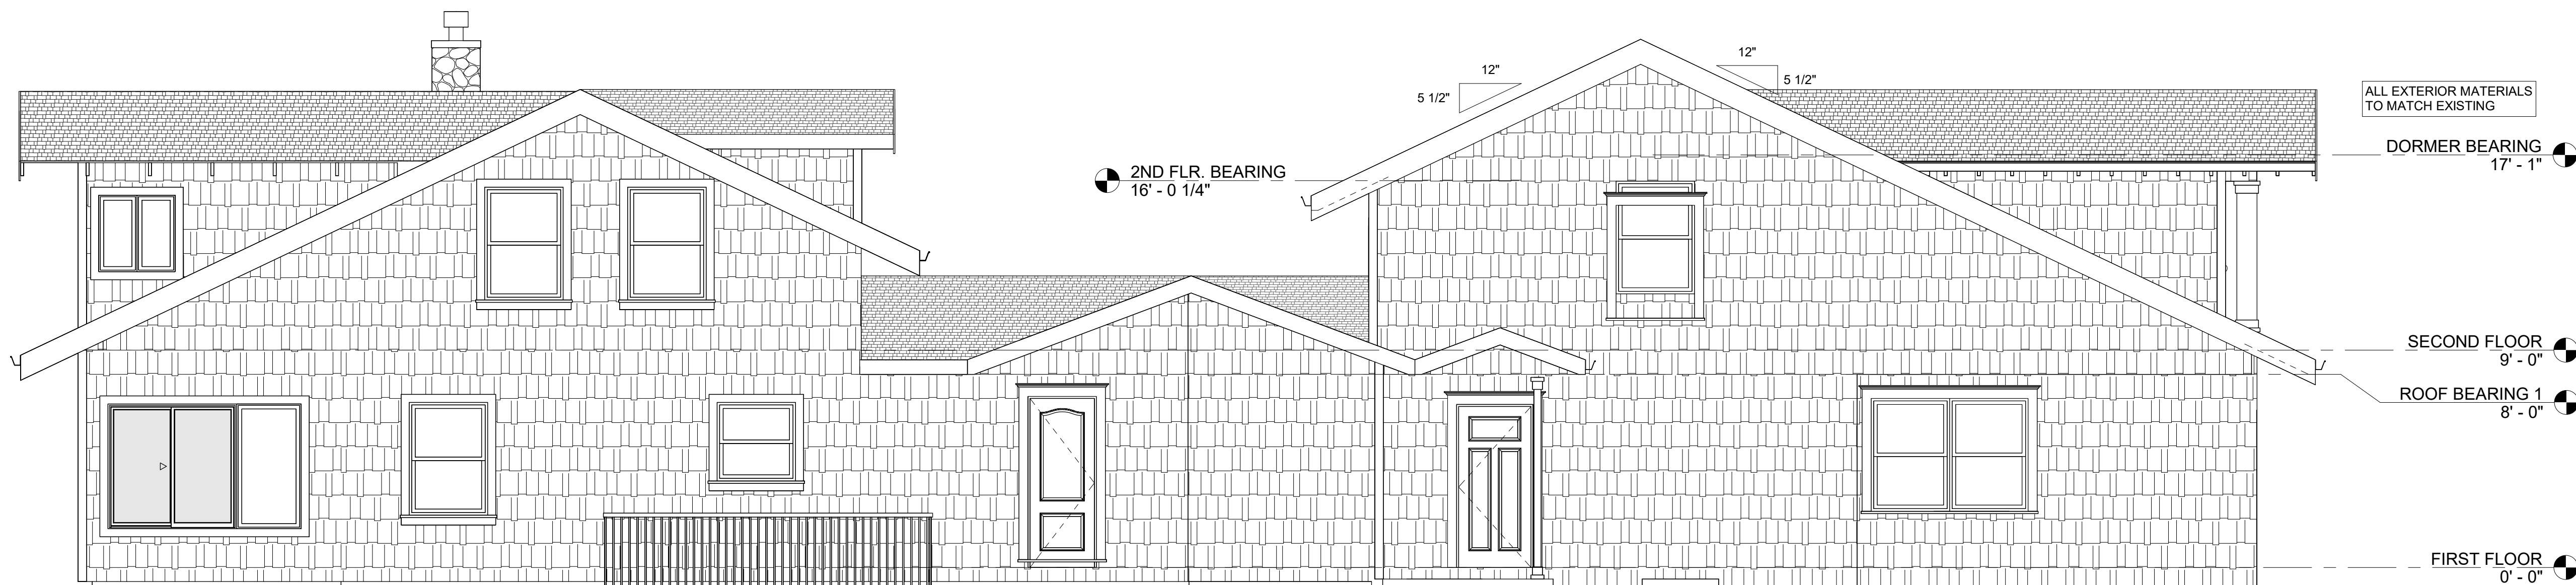 12"
5 1/2"
12"
5 1/2"
ALL EXTERIOR MATERIALS
TO MATCH EXISTING
DORMER BEARING
17' - 1"
2ND FLR. BEARING
16' - 0 1/4"
SECOND FLOOR
9' - 0"
ROOF BEARING 1
8' - 0"
FIRST FLOOR
0' - 0"